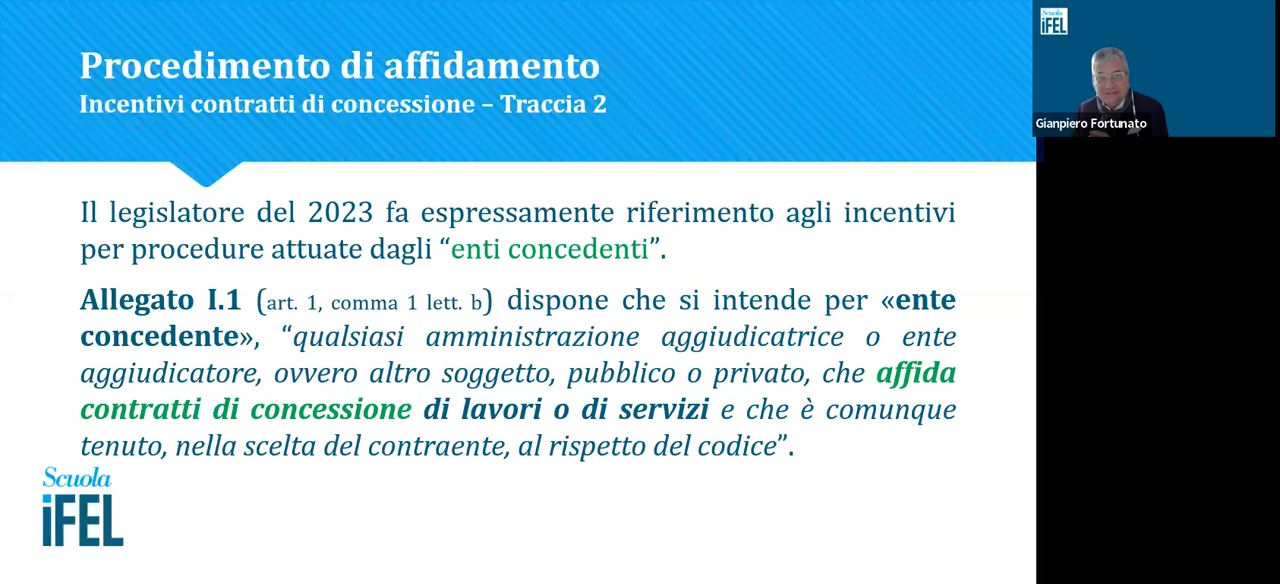 Procedimento di affidamento
Incentivi contratti di concessione – Traccia 2
Scuola
iFEL
Gianpiero Fortunato
Il legislatore del 2023 fa espressamente riferimento agli incentivi
per procedure attuate dagli “enti concedenti”.
Allegato I.1 (art. 1, comma 1 lett. b) dispone che si intende per «ente
concedente», “qualsiasi amministrazione aggiudicatrice o ente
aggiudicatore, ovvero altro soggetto, pubblico o privato, che affida
contratti di concessione di lavori o di servizi e che è comunque
tenuto, nella scelta del contraente, al rispetto del codice”.
Scuola
iFEL